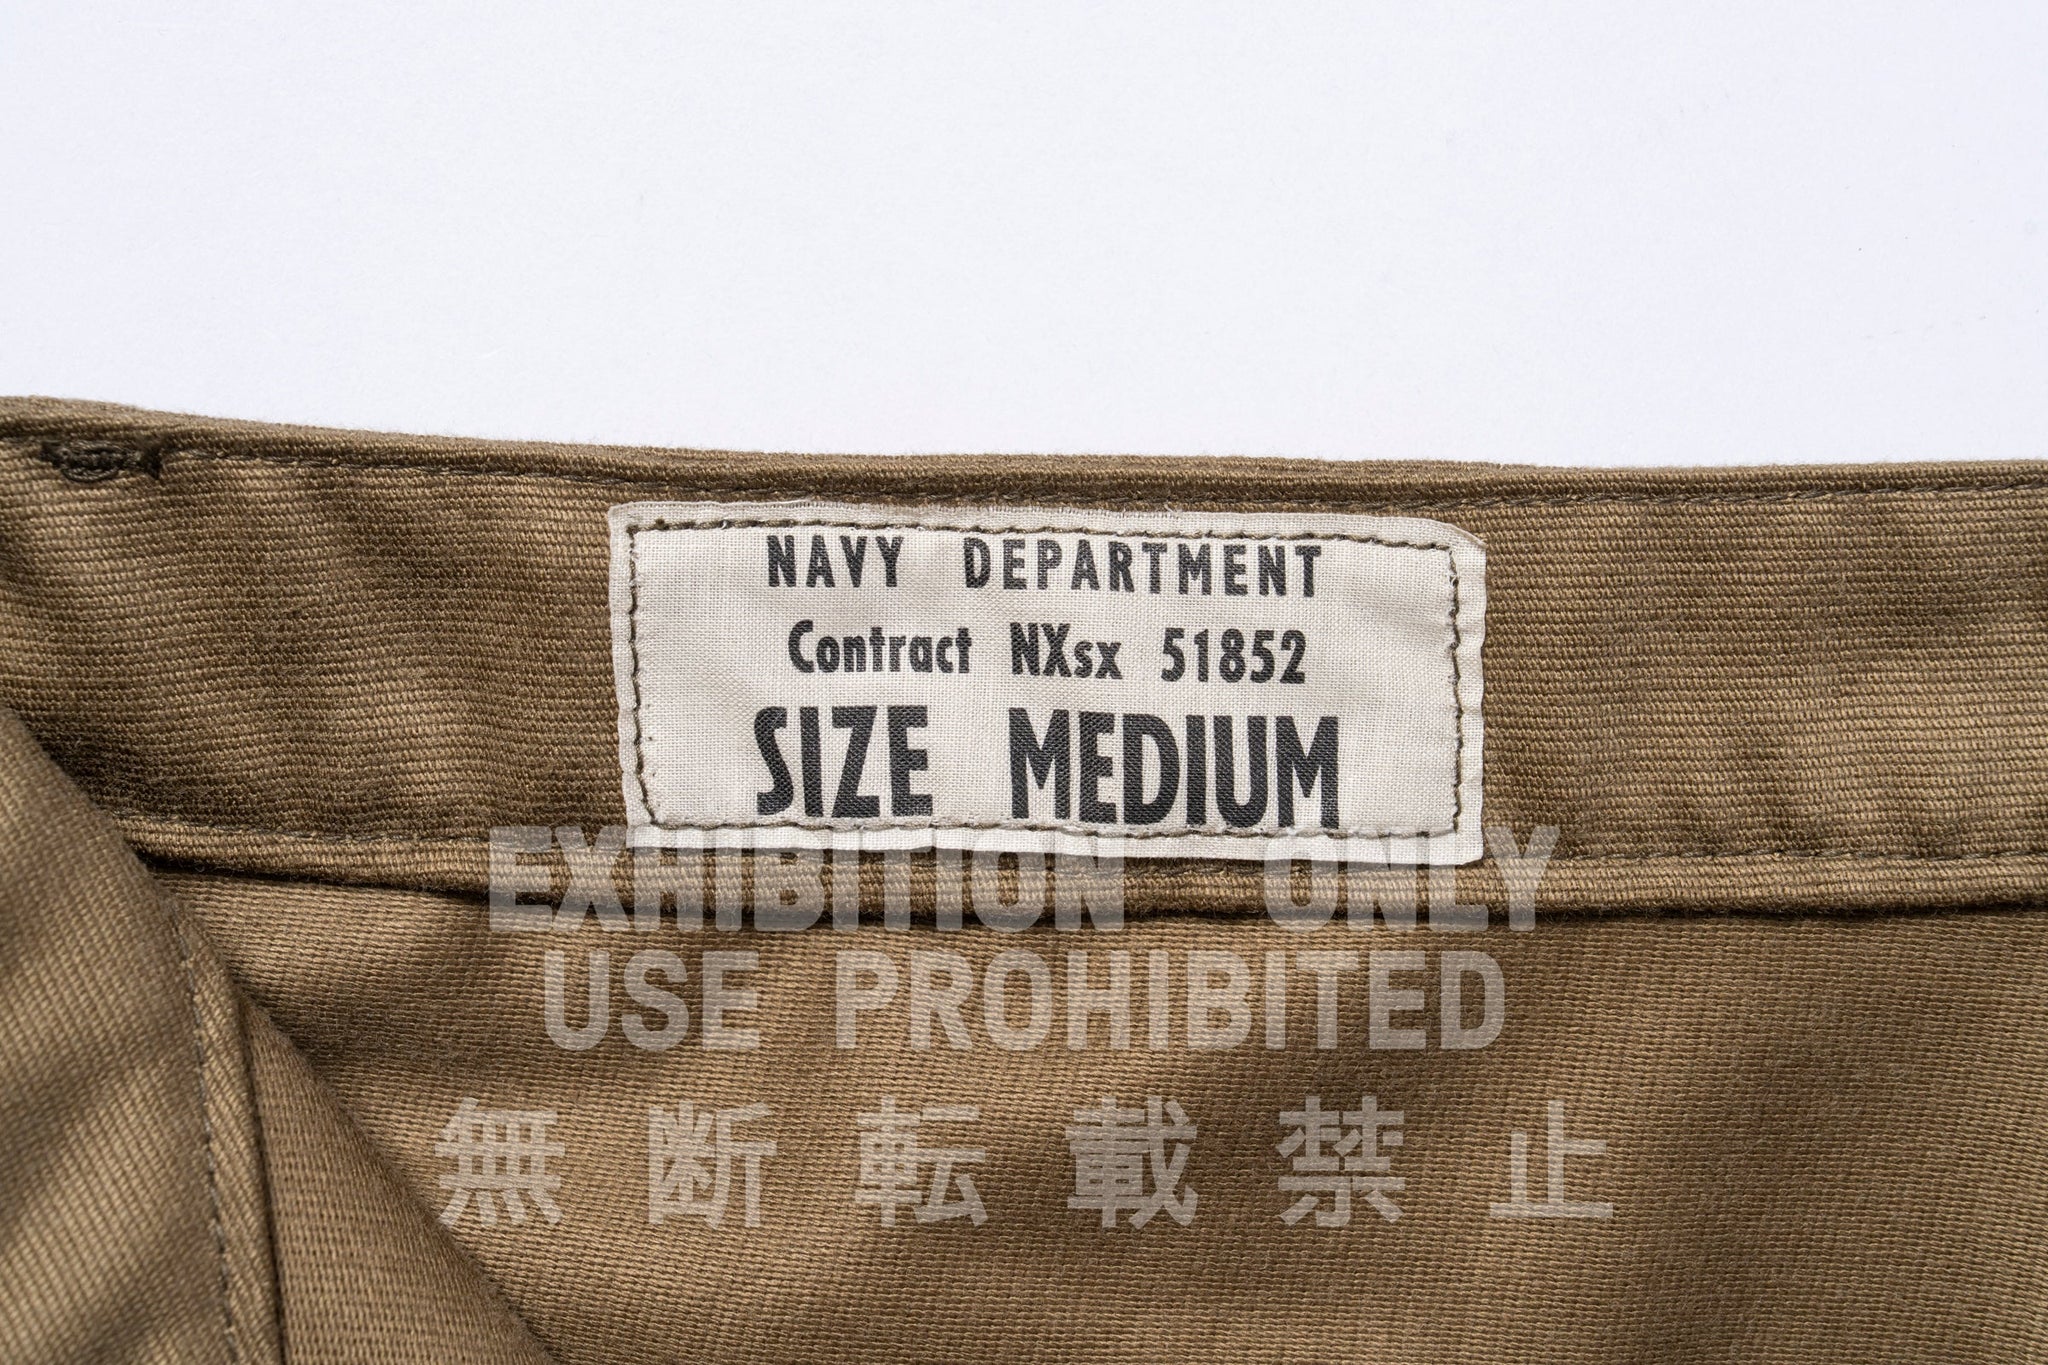 NAVY DEPARTMENT
Contract NXsx 51852
SIZE MEDIUM
EXHIBITION ONLY
USE PROHIBITED
無断転載禁止